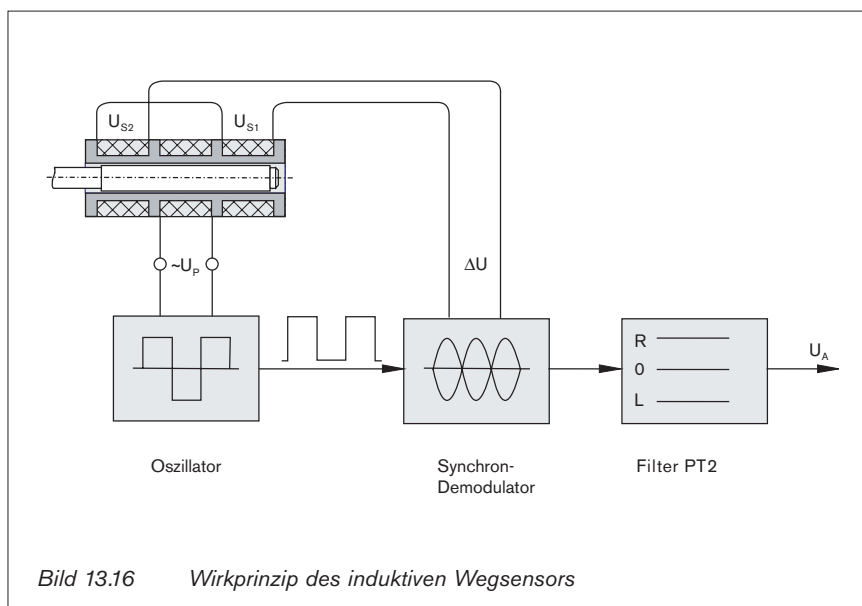 U_S2
U_S1
~U_P
ΔU
R
0
L
U_A
Oszillator
Synchron-
Demodulator
Filter PT2
Bild 13.16 Wirkprinzip des induktiven Wegsensors